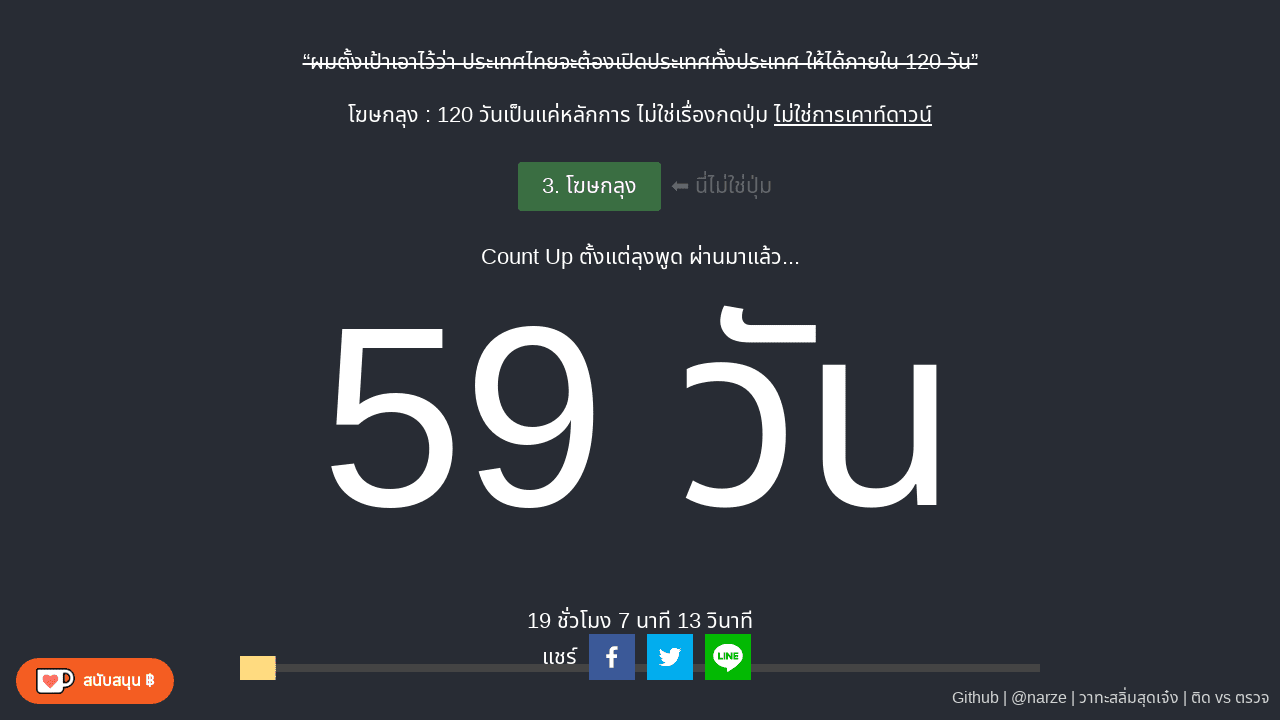 “ผมตั้งเป้าเอาไว้ว่า ประเทศไทยจะต้องเปิดประเทศทั้งประเทศ ให้ได้ภายใน 120 วัน”
โฆษกลุง : 120 วันเป็นแค่หลักการ ไม่ใช่เรื่องกดปุ่ม ไม่ใช่การเคาท์ดาวน์
3. โฆษกลุง ⬅ นี่ไม่ใช่ปุ่ม
Count Up ตั้งแต่ลุงพูด ผ่านมาแล้ว...
59 วัน
19 ชั่วโมง 7 นาที 13 วินาที
แชร์ LINE
สนับสนุน ฿
Github | @narze | วาทะสลิ่มสุดเจ๋ง | ติด vs ตรวจ